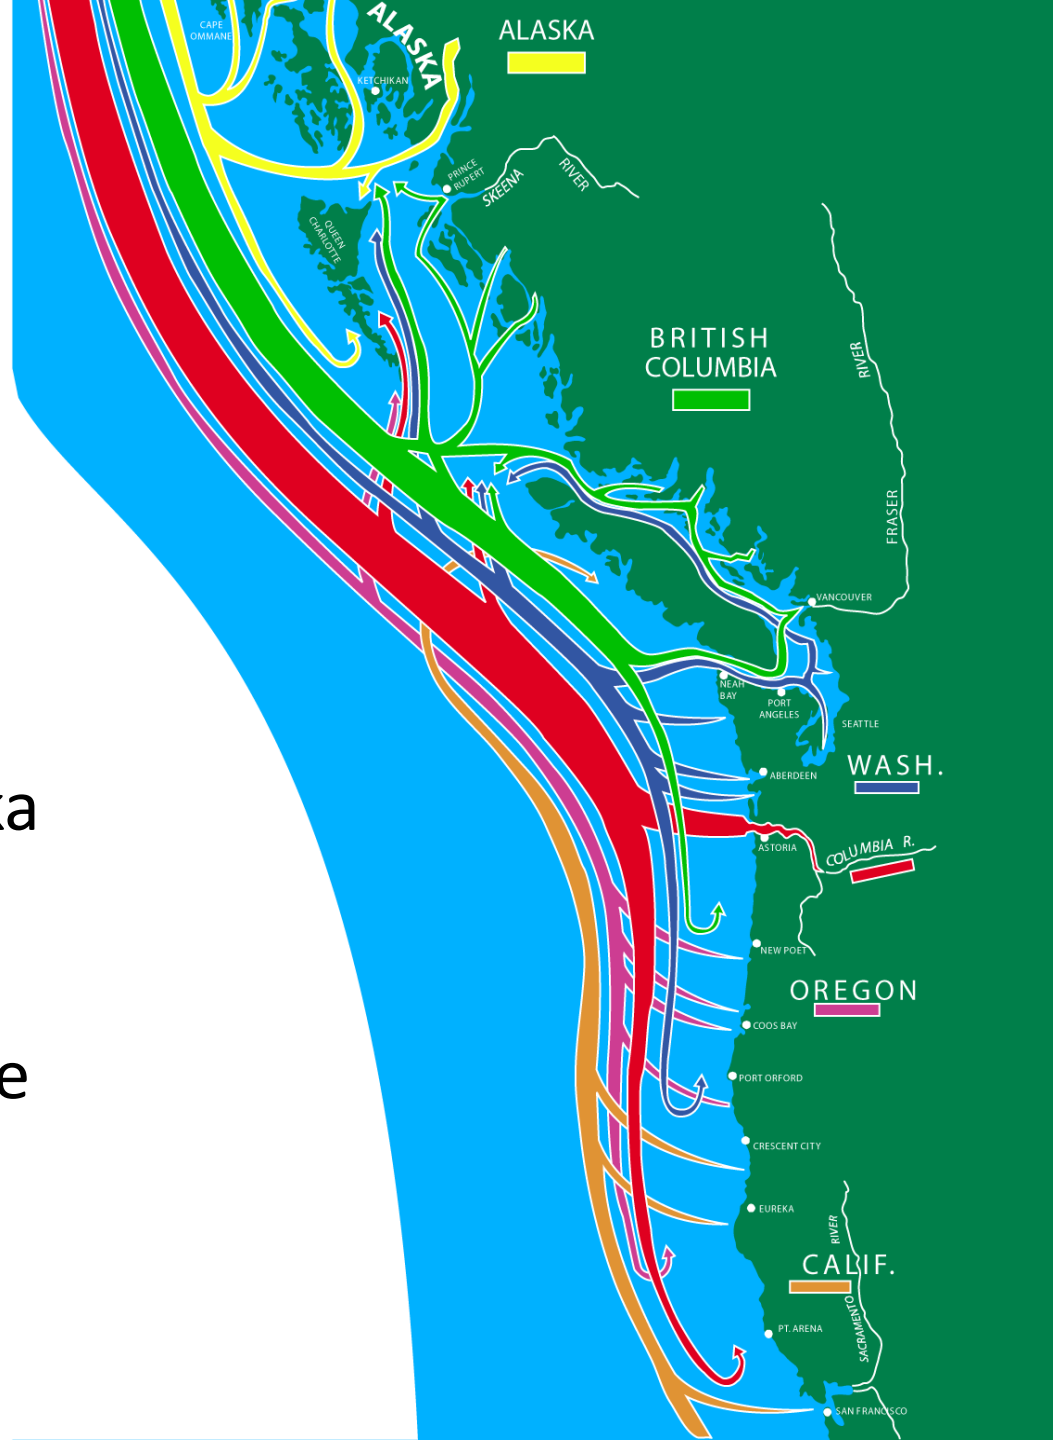 CAPE
OMMANE
ALASKA
ALASKA
KETCHIKAN
PRINCE
RUPERT
SKEENA
RIVER
QUEEN
CHARLOTTE
BRITISH
COLUMBIA
RIVER
FRASER
VANCOUVER
NEAH
BAY
PORT
ANGELES
SEATTLE
WASH.
ABERDEEN
ka
ASTORIA
COLUMBIA R.
NEW POET
OREGON
COOS BAY
e
PORT ORFORD
CRESCENT CITY
EUREKA
RIVER
CALIF.
SACRAMENTO
PT. ARENA
SAN FRANCISCO